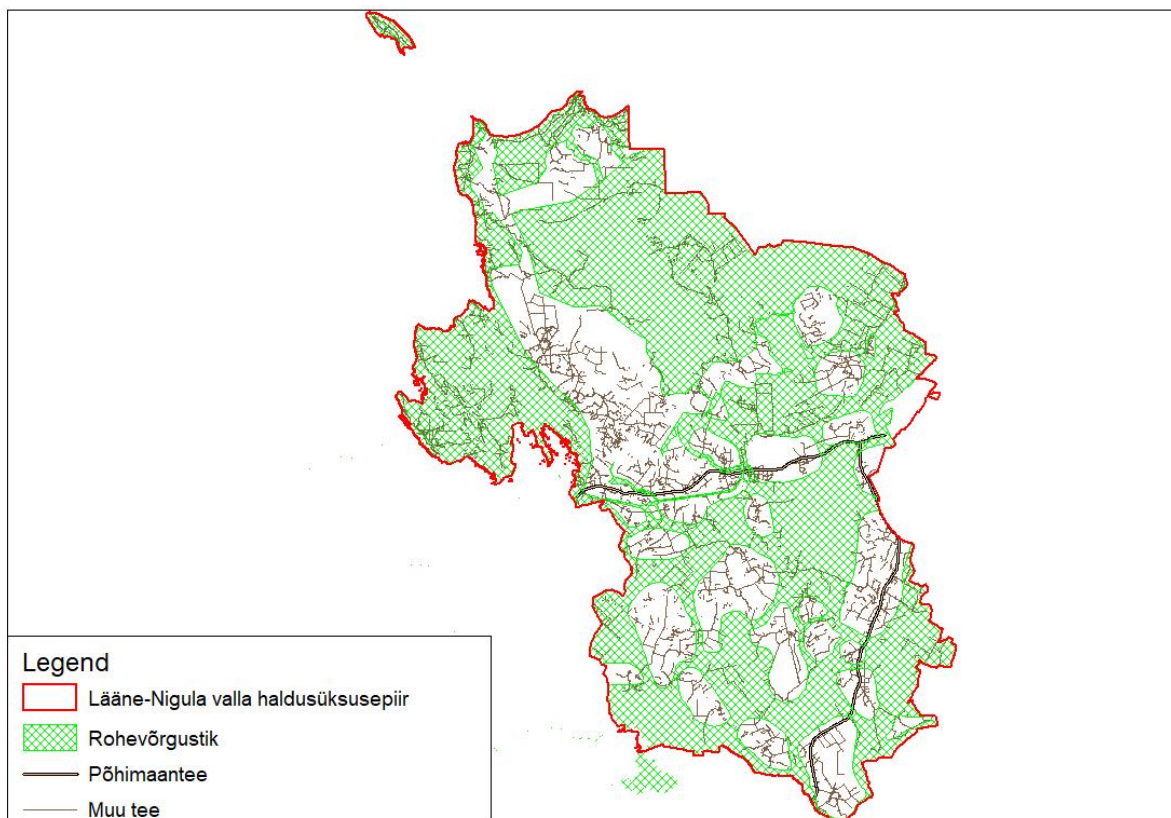 Legend
Lääne-Nigula valla haldusüksusepiir
Rohevõrgustik
Põhimaantee
Muu tee